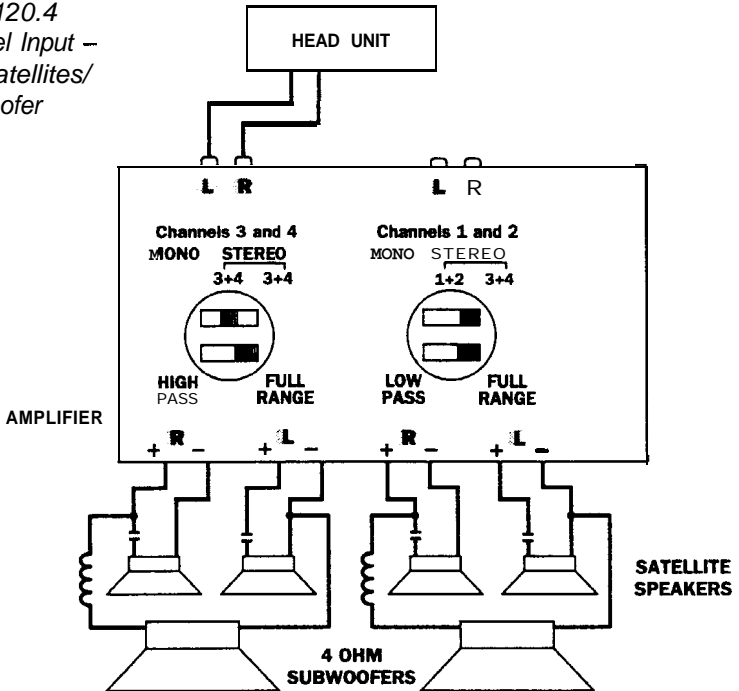 120.4
Input –
atellites/
ofer
HEAD UNIT
L R
L R
Channels 3 and 4
Channels 1 and 2
MONO STEREO
MONO STEREO
3+4 3+4
1+2 3+4
HIGH PASS
FULL RANGE
LOW PASS
FULL RANGE
AMPLIFIER
+ R –
+ L –
+ R –
+ L –
SATELLITE
SPEAKERS
4 OHM
SUBWOOFERS